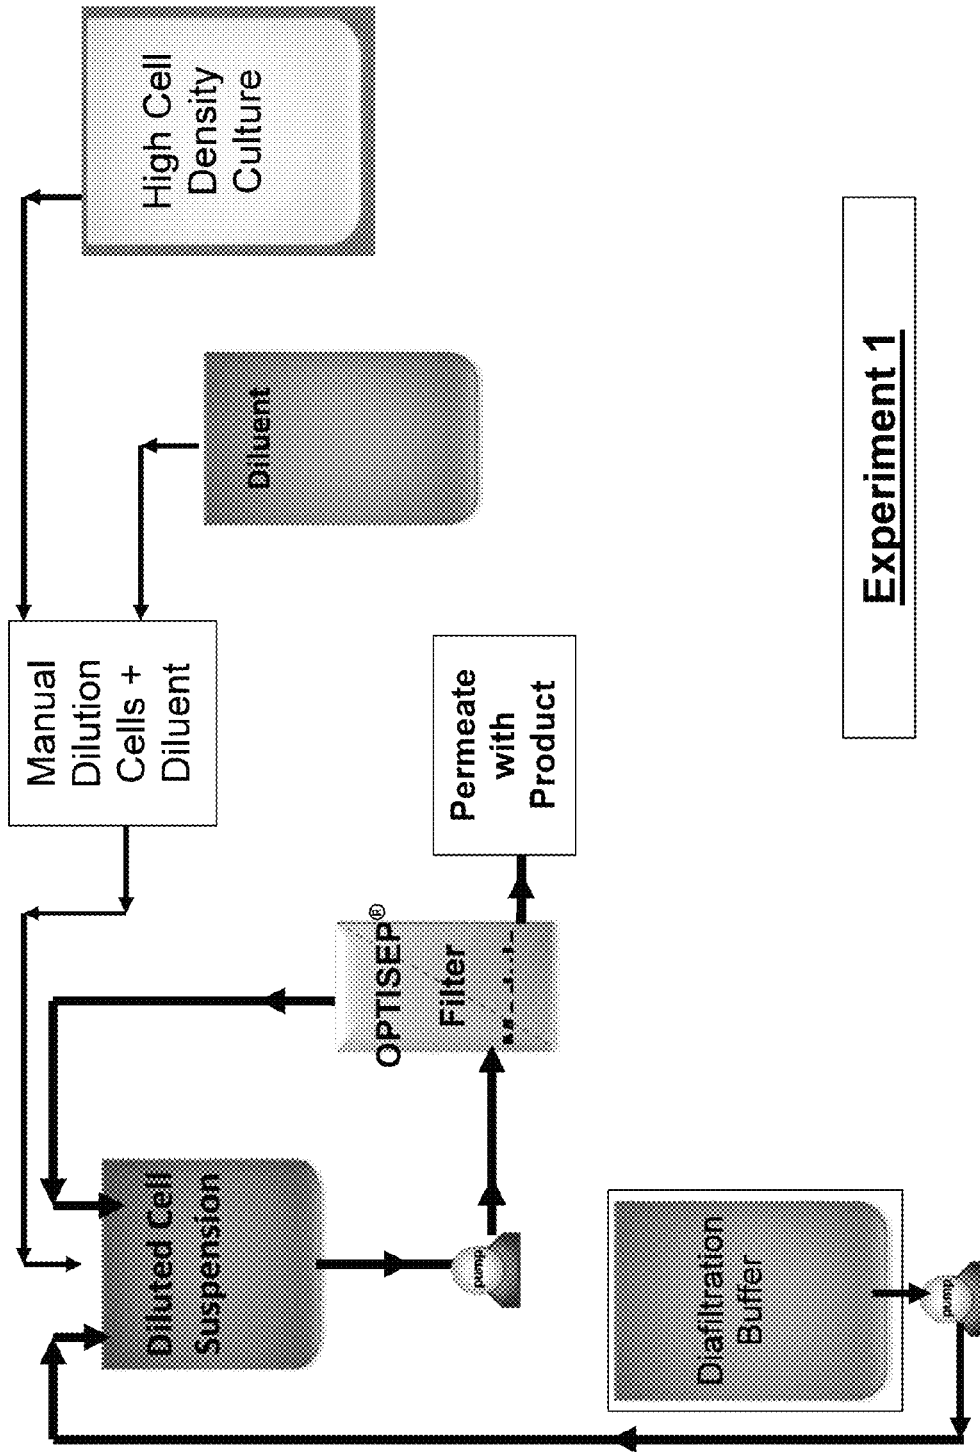 High Cell
Density
Culture
Diluent
Manual
Dilution
Cells +
Diluent
Permeate
with
Product
OPTISEP®
Filter
Diluted Cell
Suspension
pump
Diafiltration
Buffer
pump
Experiment 1